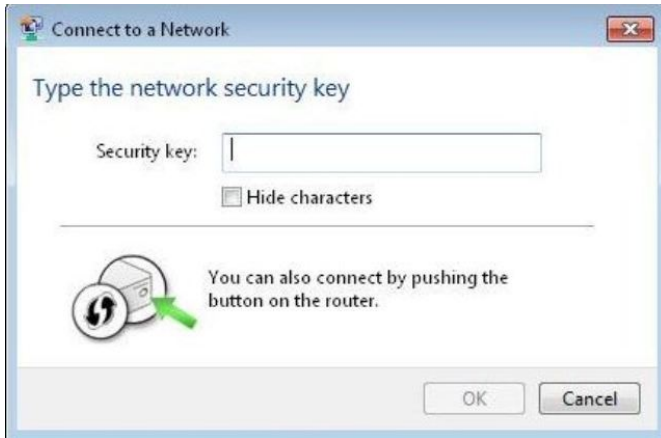 Connect to a Network
Type the network security key
Security key:
Hide characters
You can also connect by pushing the
button on the router.
OK
Cancel